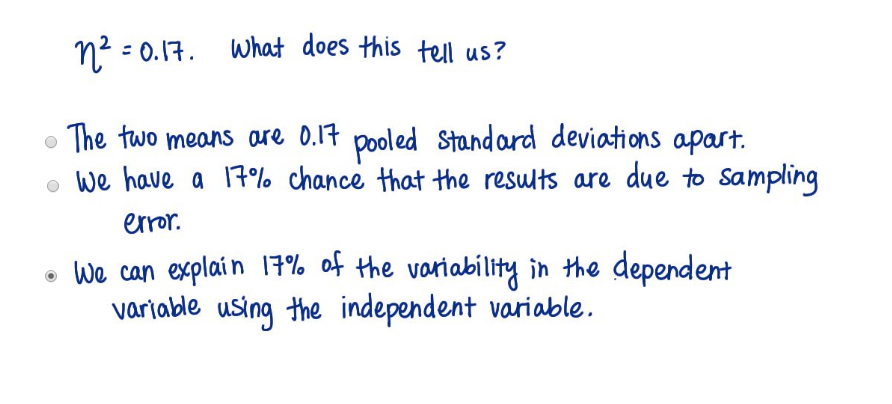 η² = 0.17. What does this tell us?
The two means are 0.17 pooled standard deviations apart.
We have a 17% chance that the results are due to sampling
error.
We can explain 17% of the variability in the dependent
variable using the independent variable.